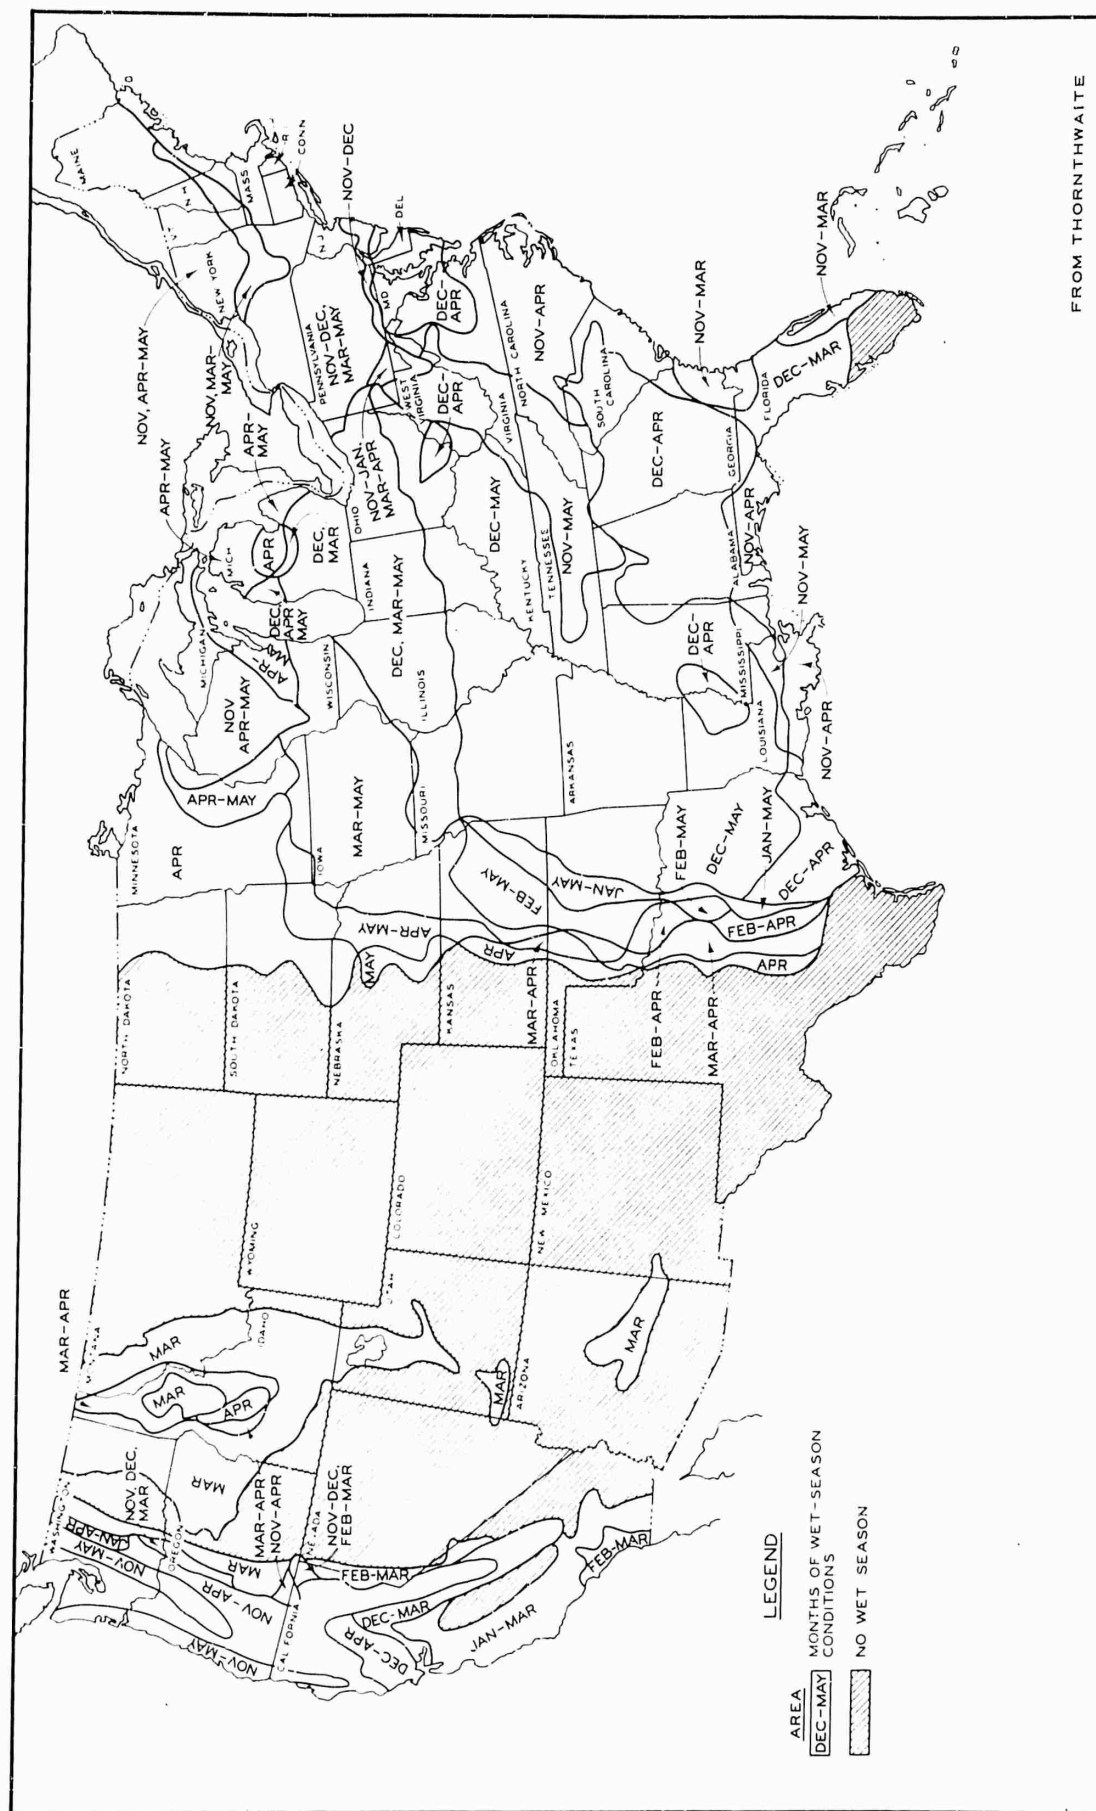 MAR-APR
WASHINGTON
MONTANA
NORTH DAKOTA
MINNESOTA
MICHIGAN
MICH
MAINE
N H
NEW YORK
MASS
R
CONN
NOV, APR-MAY
NOV, MAR-
MAY
APR-MAY
APR-
MAY
NOV-DEC
NOV-MAY
JAN-APR
NOV, DEC,
MAR
MAR
MAR
APR
OREGON
IDAHO
MAR
WYOMING
SOUTH DAKOTA
APR
APR-MAY
NOV
APR-MAY
APR-
MAY
DEC,
APR
MAY
APR
DEC,
MAR
WISCONSIN
PENNSYLVANIA
NOV-DEC,
MAR-MAY
N J
DEL
MD
NOV-MAY
NOV-APR
MAR
MAR-APR
NOV-APR
NOV-DEC,
FEB-MAR
NEVADA
CALIFORNIA
NEBRASKA
MAY
APR-MAY
IOWA
MAR-MAY
ILLINOIS
INDIANA
OHIO
DEC, MAR-MAY
NOV-JAN,
MAR-APR
WEST
VIRGINIA
DEC-
APR
DEC-
APR
VIRGINIA
DEC-APR
DEC-MAR
FEB-MAR
JAN-MAR
FEB-MAR
UTAH
COLORADO
KANSAS
APR
FEB-MAY
JAN-MAY
MISSOURI
KENTUCKY
DEC-MAY
MAR
ARIZONA
MAR
NEW MEXICO
OKLAHOMA
TEXAS
MAR-APR
FEB-APR
MAR-APR
ARKANSAS
TENNESSEE
NOV-MAY
NORTH CAROLINA
NOV-APR
SOUTH
CAROLINA
FEB-MAY
DEC-MAY
JAN-MAY
DEC-APR
FEB-APR
APR
LOUISIANA
MISSISSIPPI
DEC-
APR
ALABAMA
GEORGIA
DEC-APR
NOV-MAR
NOV-APR
NOV-MAY
NOV-APR
FLORIDA
DEC-MAR
NOV-MAR
LEGEND
AREA
DEC-MAY
MONTHS OF WET-SEASON
CONDITIONS
NO WET SEASON
FROM THORNTHWAITE